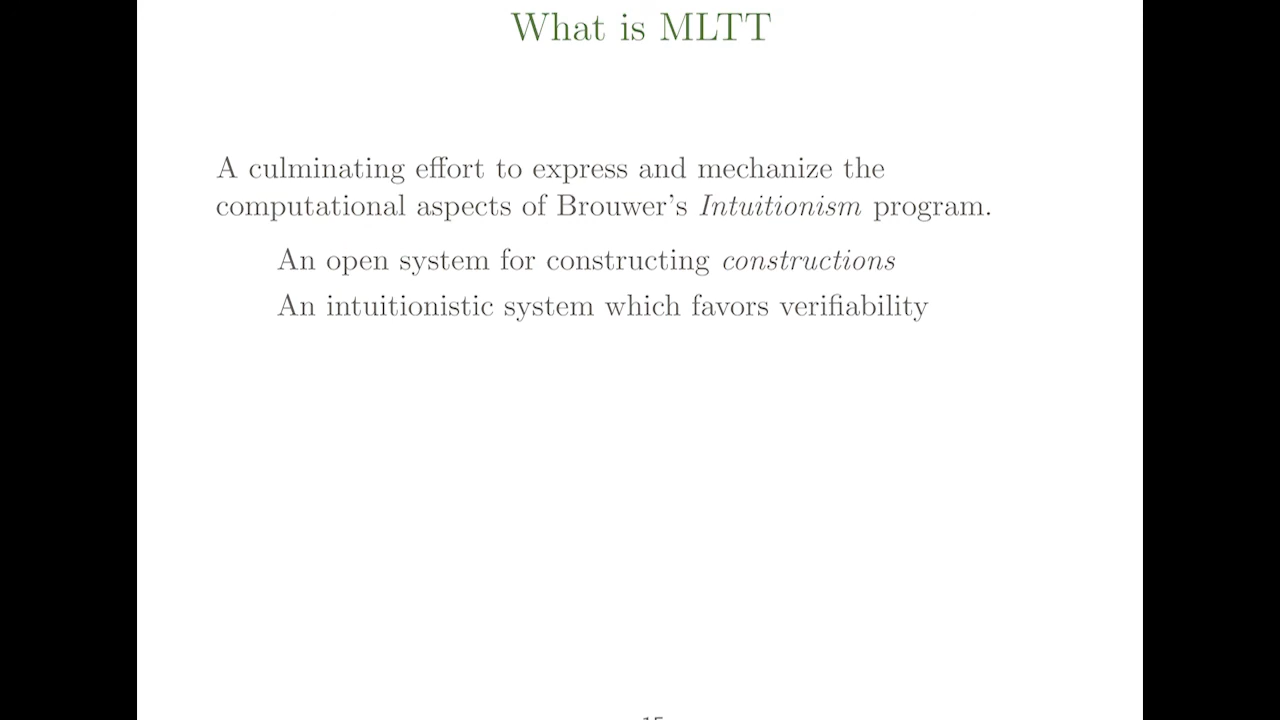 What is MLTT
A culminating effort to express and mechanize the
computational aspects of Brouwer's Intuitionism program.
An open system for constructing constructions
An intuitionistic system which favors verifiability